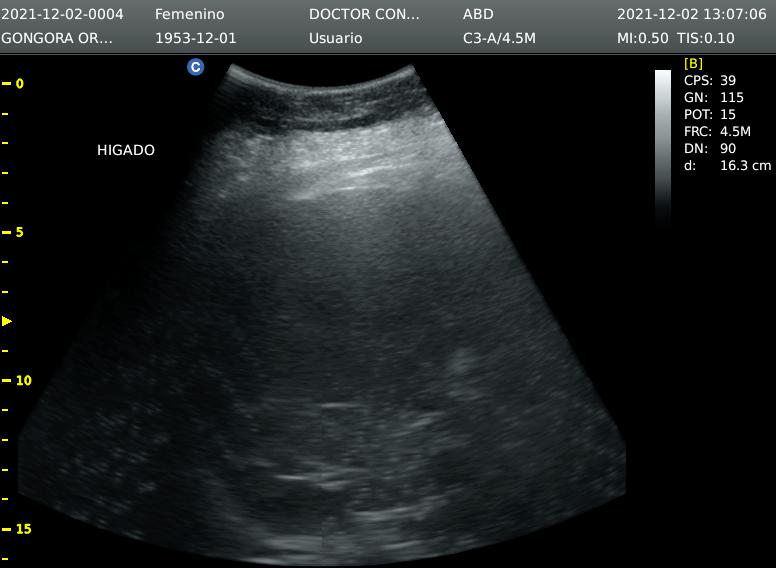 2021-12-02-0004 Femenino DOCTOR CON... ABD 2021-12-02 13:07:06
GONGORA OR... 1953-12-01 Usuario C3-A/4.5M MI:0.50 TIS:0.10
C
[B]
CPS: 39
GN: 115
POT: 15
FRC: 4.5M
DN: 90
d: 16.3 cm
HIGADO
0
5
10
15